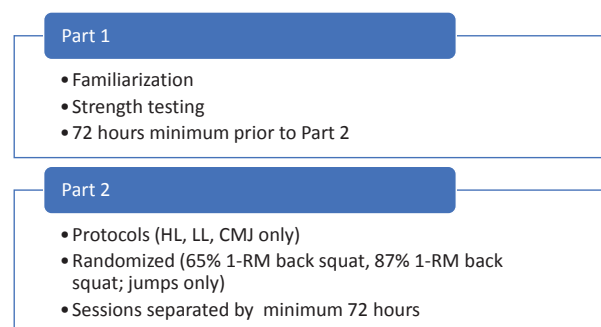 Part 1
•Familiarization
•Strength testing
•72 hours minimum prior to Part 2
Part 2
•Protocols (HL, LL, CMJ only)
•Randomized (65% 1-RM back squat, 87% 1-RM back
squat; jumps only)
•Sessions separated by minimum 72 hours